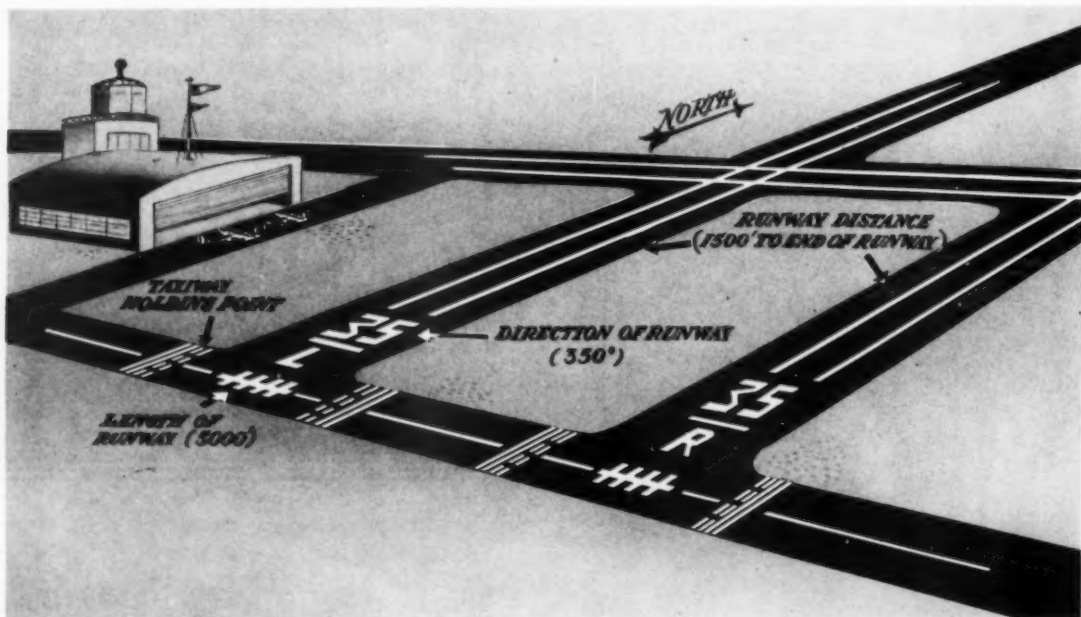 NORTH
RUNWAY DISTANCE
(1500' TO END OF RUNWAY)
TAXIWAY
HOLDING POINT
DIRECTION OF RUNWAY
(350°)
L 35
LENGTH OF
RUNWAY (5000')
R 35